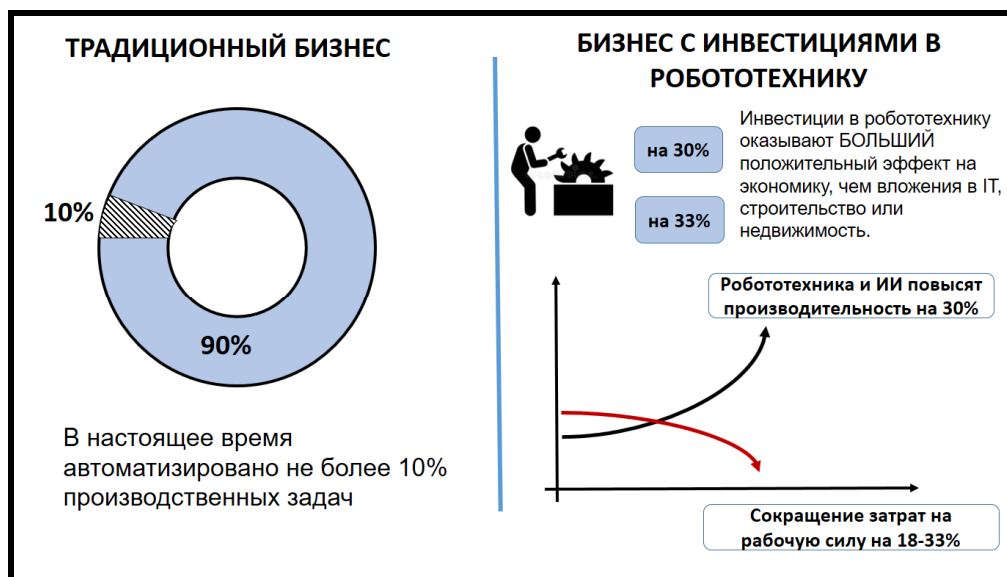 ТРАДИЦИОННЫЙ БИЗНЕС
10%
90%
В настоящее время
автоматизировано не более 10%
производственных задач
БИЗНЕС С ИНВЕСТИЦИЯМИ В
РОБОТОТЕХНИКУ
на 30%
на 33%
Инвестиции в робототехнику
оказывают БОЛЬШИЙ
положительный эффект на
экономику, чем вложения в IT,
строительство или
недвижимость.
Робототехника и ИИ повысят
производительность на 30%
Сокращение затрат на
рабочую силу на 18-33%